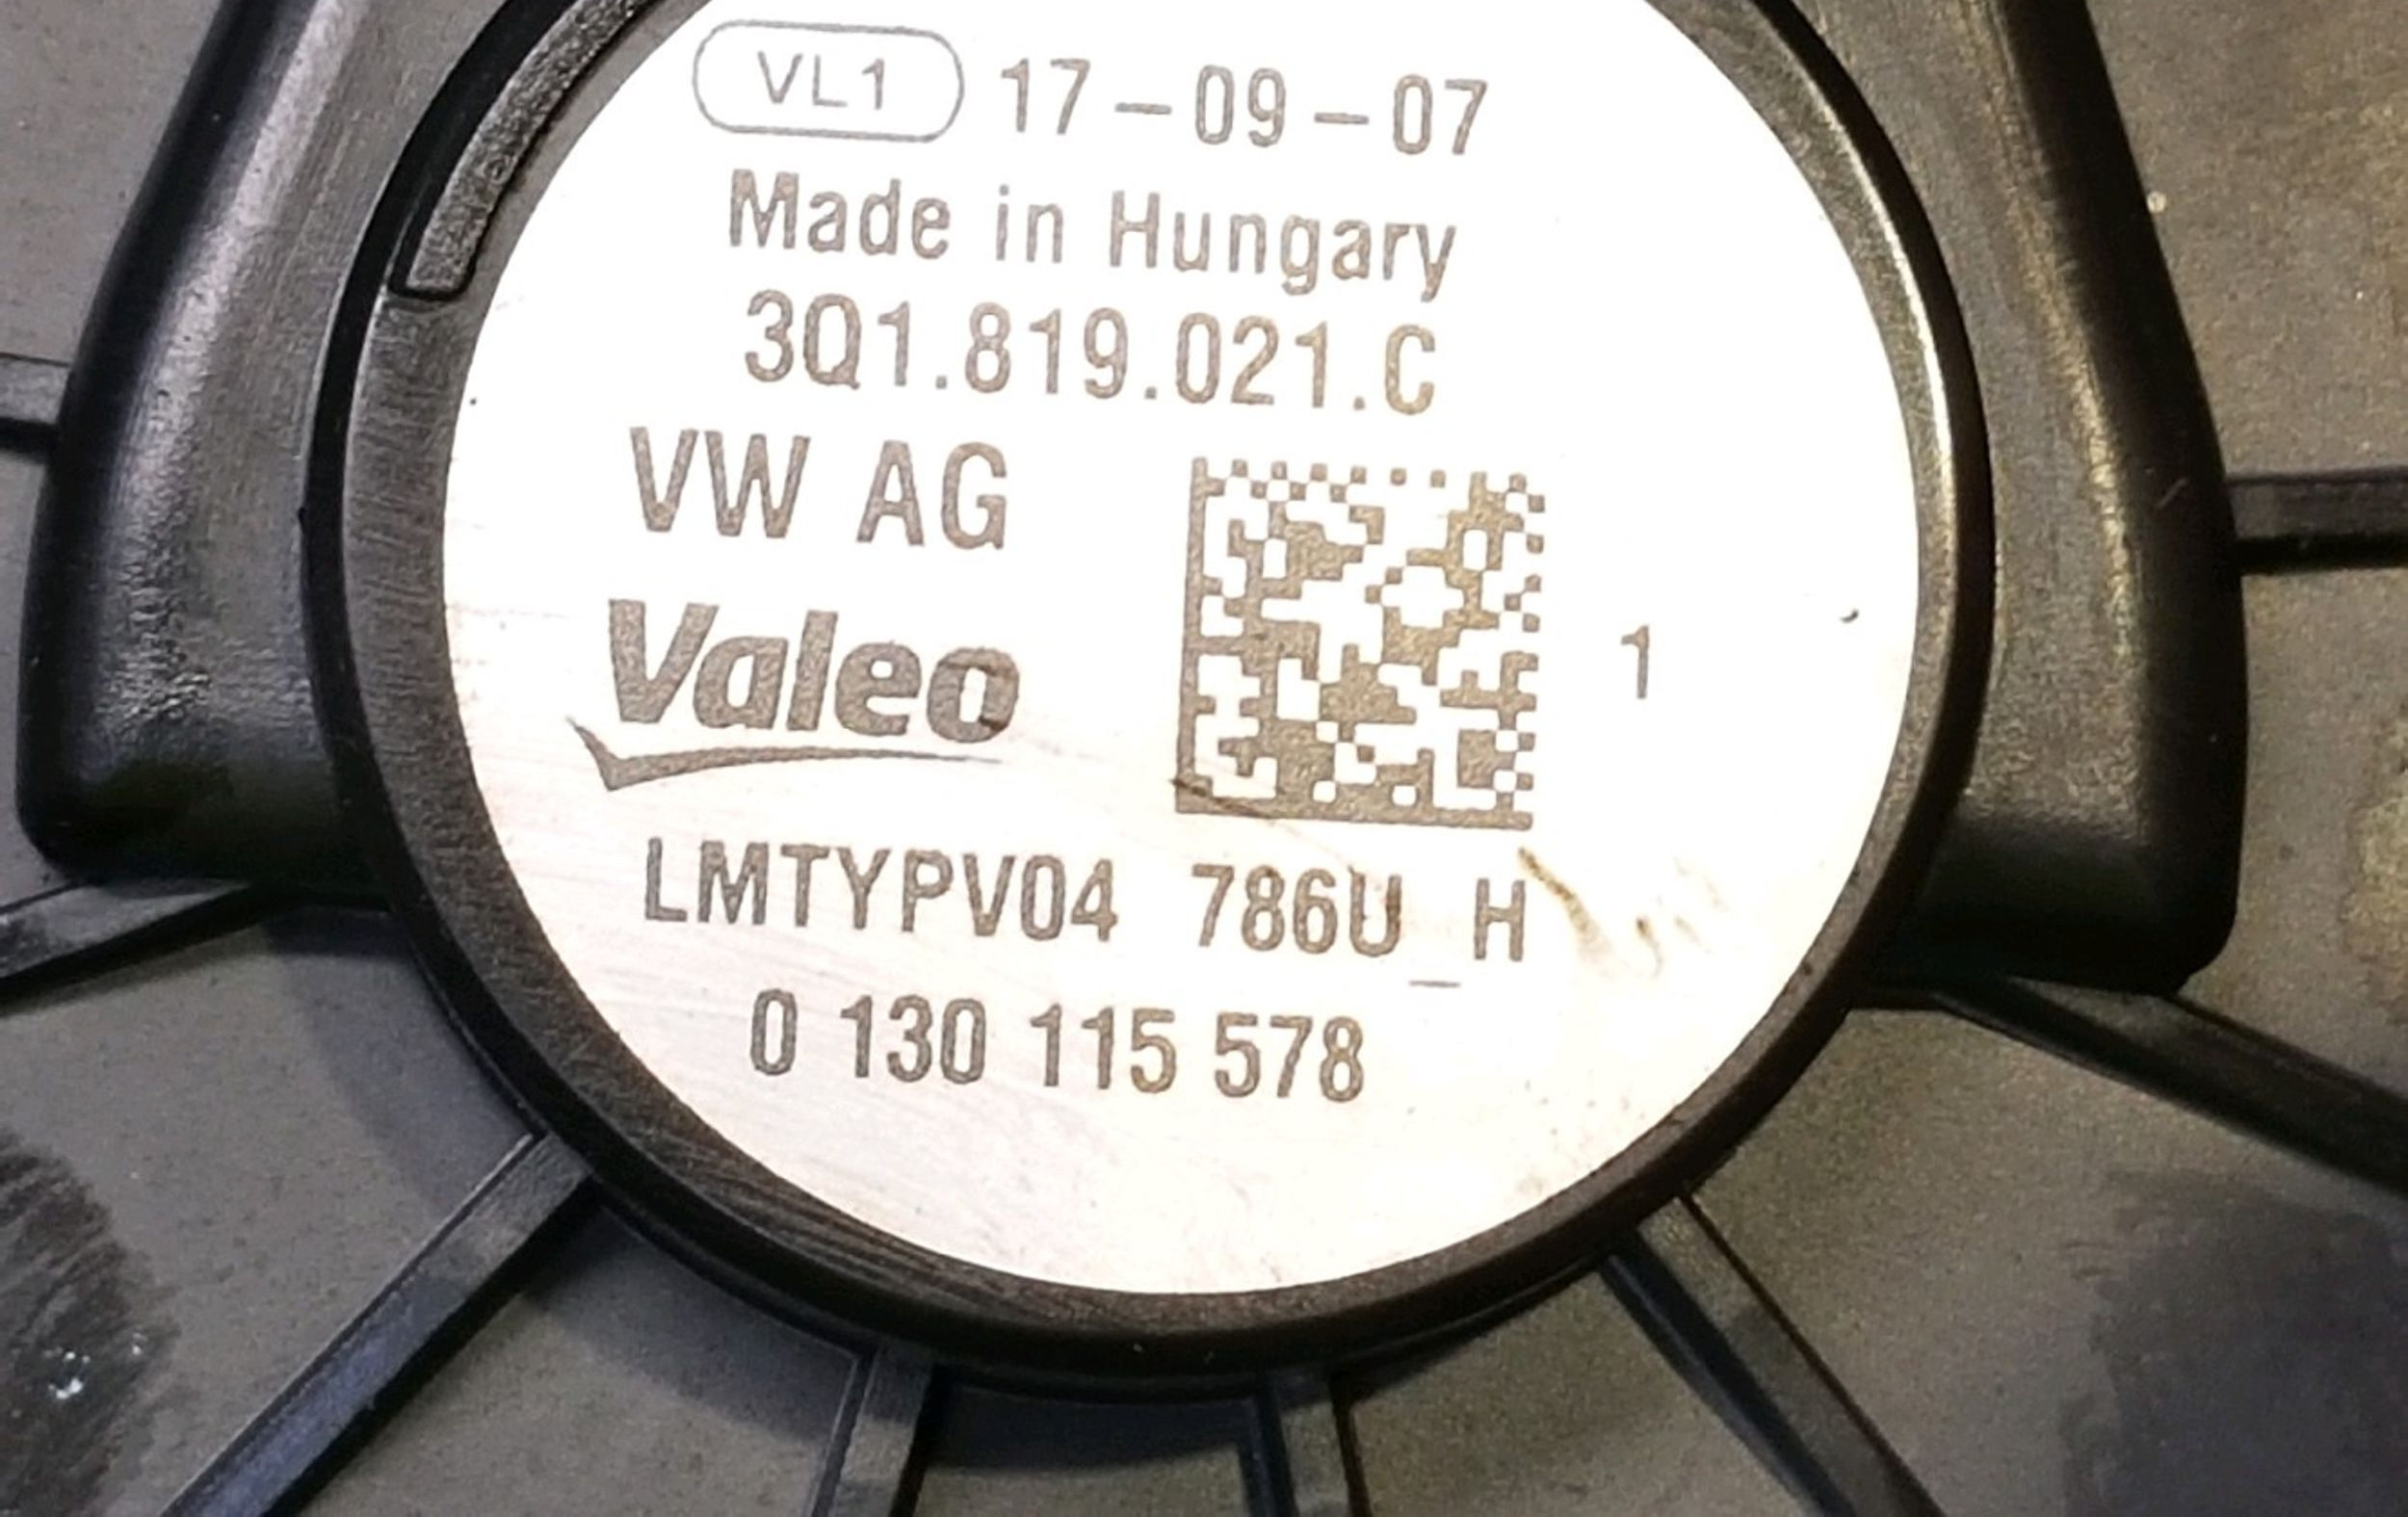 VL1 17-09-07
Made in Hungary
3Q1.819.021.C
VW AG
Valeo
1
LMTYPV04 786U_H
0 130 115 578